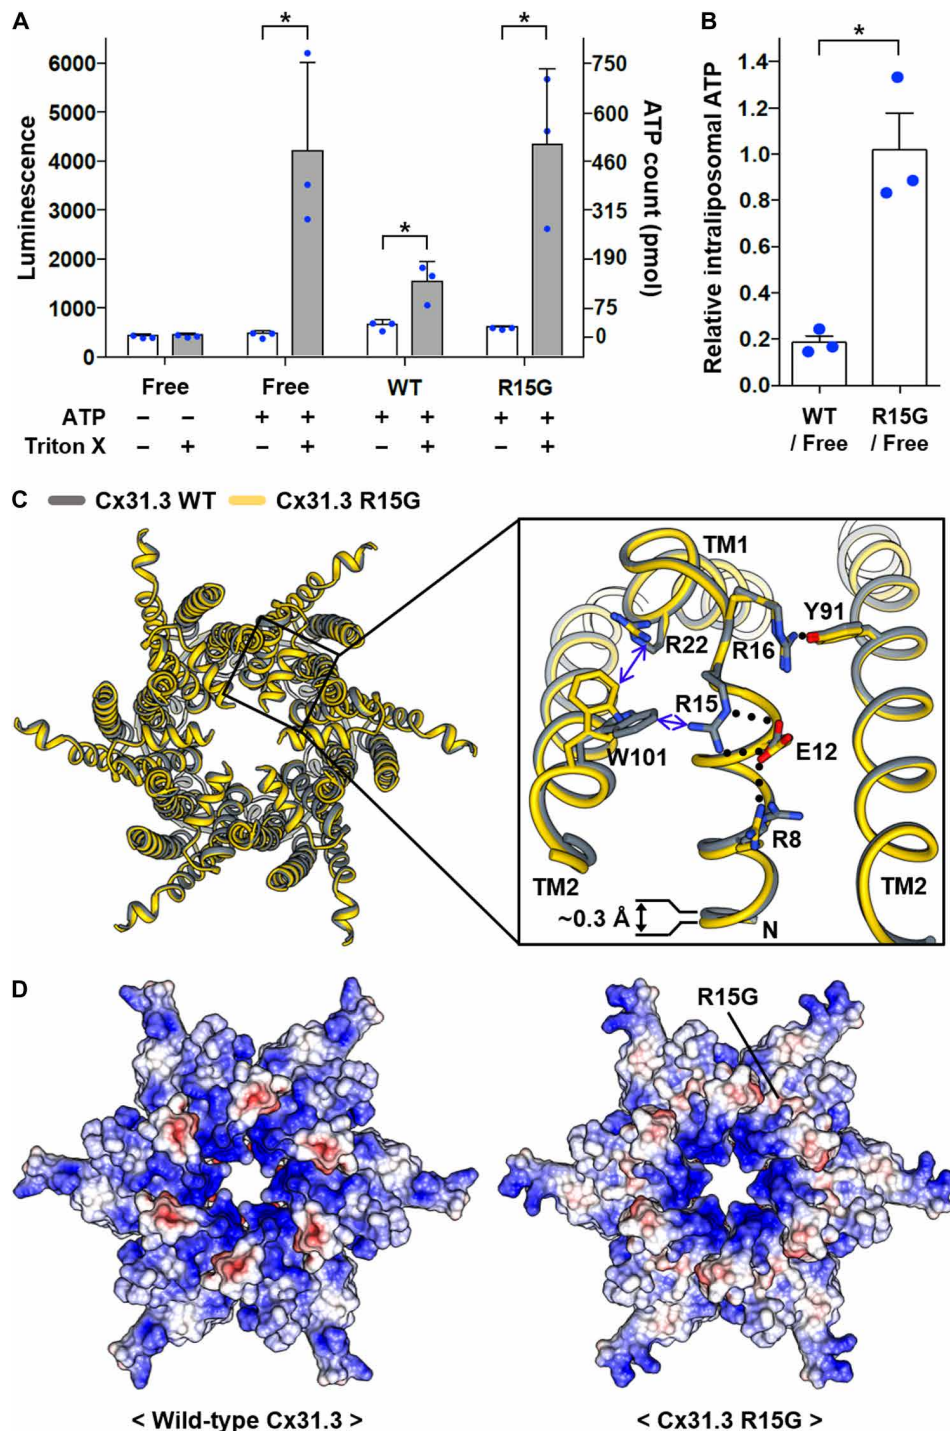 A
*
*
*
Luminescence
6000
5000
4000
3000
2000
1000
0
750
600
460
315
190
75
0
ATP count (pmol)
Free Free WT R15G
ATP − − + + + + + +
Triton X − + − + − + − +
B
*
Relative intraliposomal ATP
1.4
1.2
1.0
0.8
0.6
0.4
0.2
0.0
WT / Free
R15G / Free
C Cx31.3 WT Cx31.3 R15G
TM1
Y91
R22 R16
R15
W101 E12
R8
TM2 TM2
~0.3 Å N
D
R15G
< Wild-type Cx31.3 > < Cx31.3 R15G >